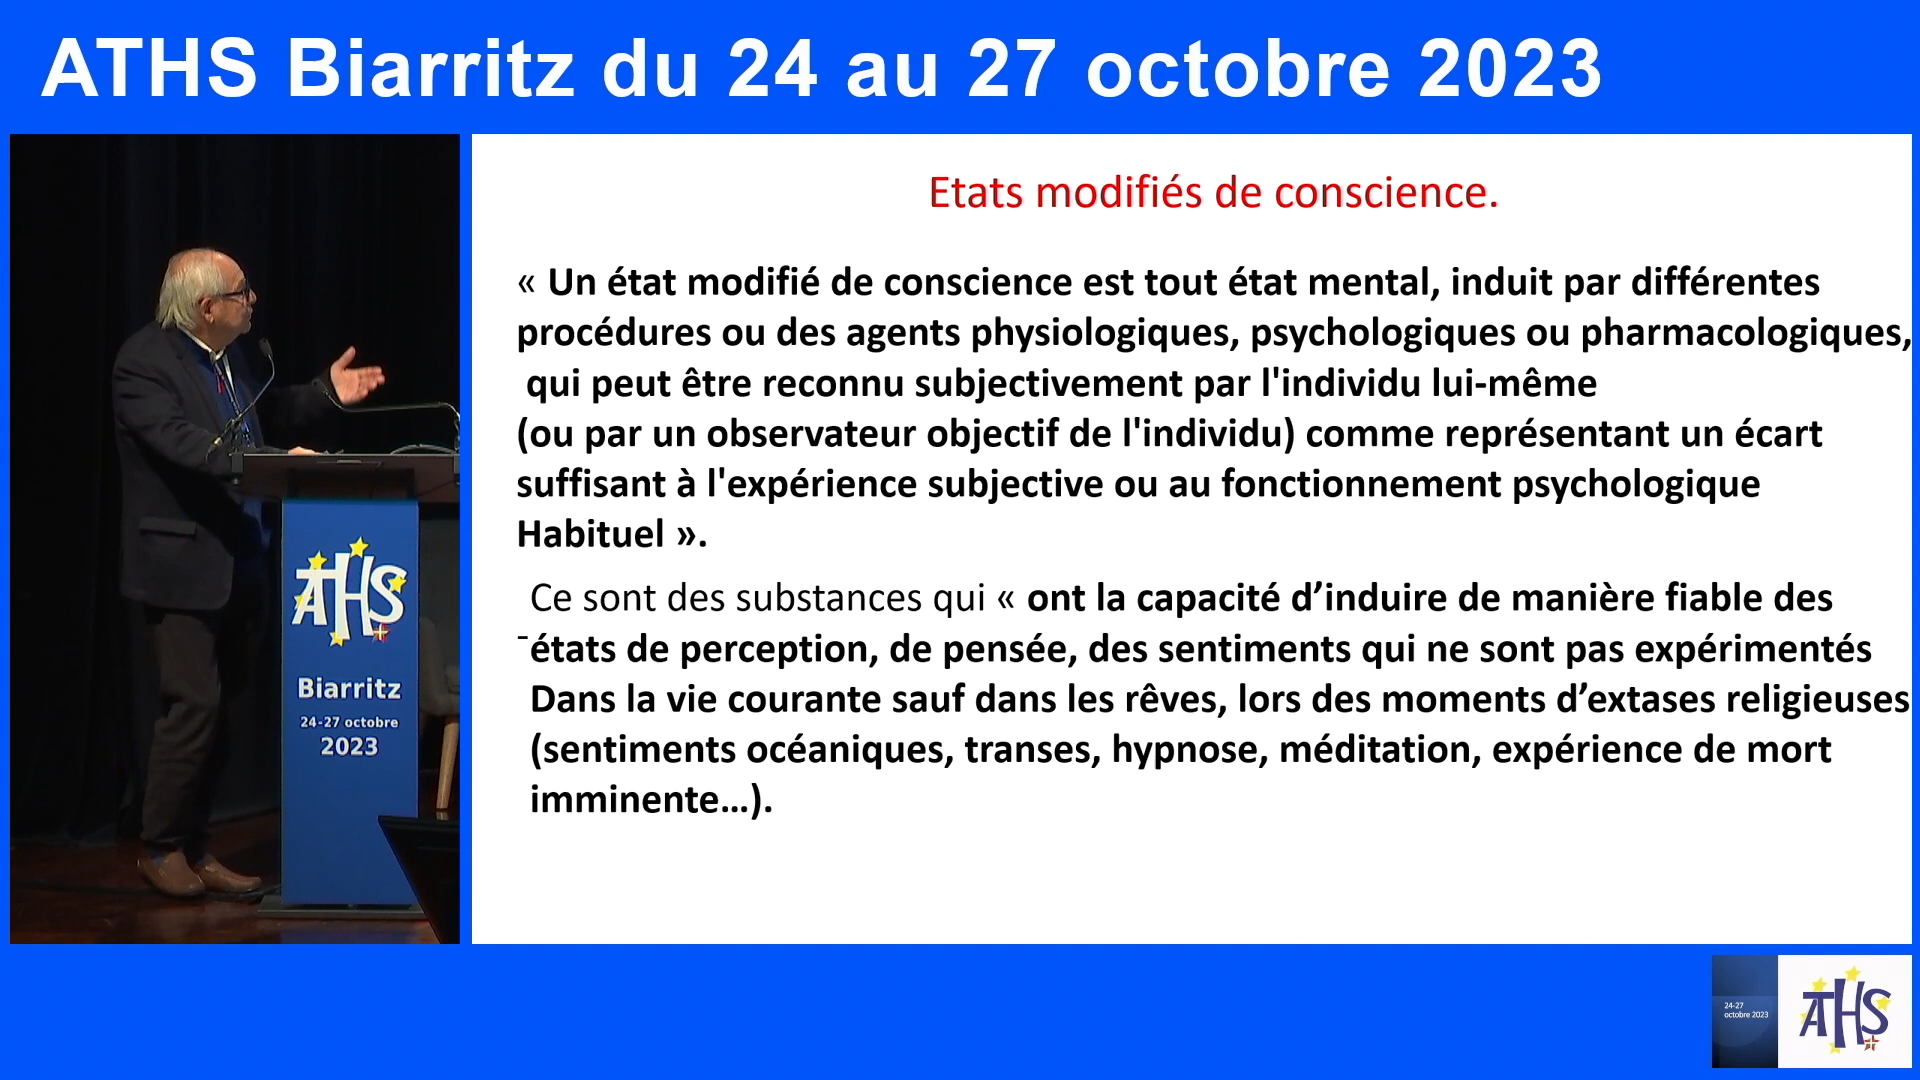 ATHS Biarritz du 24 au 27 octobre 2023
Etats modifiés de conscience.
« Un état modifié de conscience est tout état mental, induit par différentes
procédures ou des agents physiologiques, psychologiques ou pharmacologiques,
qui peut être reconnu subjectivement par l'individu lui-même
(ou par un observateur objectif de l'individu) comme représentant un écart
suffisant à l'expérience subjective ou au fonctionnement psychologique
Habituel ».
Ce sont des substances qui « ont la capacité d’induire de manière fiable des
-états de perception, de pensée, des sentiments qui ne sont pas expérimentés
Dans la vie courante sauf dans les rêves, lors des moments d’extases religieuses
(sentiments océaniques, transes, hypnose, méditation, expérience de mort
imminente…).
ATHS
Biarritz
24-27 octobre
2023
24-27
octobre 2023
ATHS